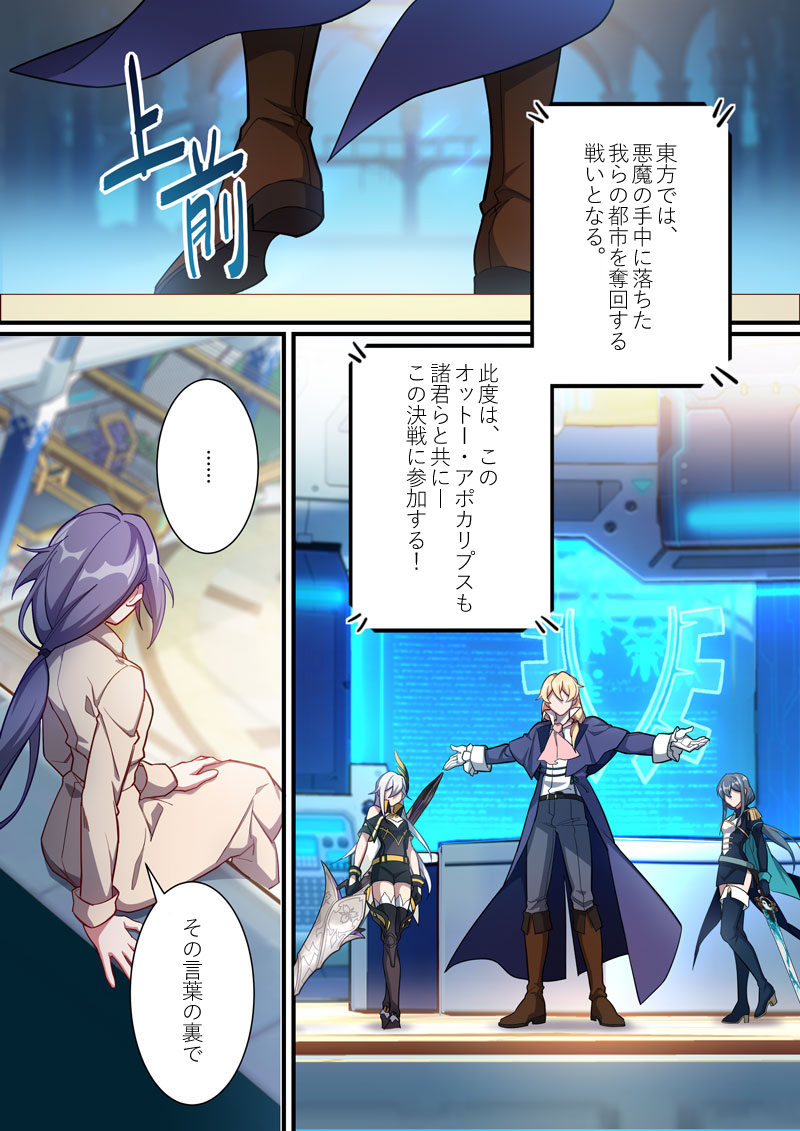 東方では、
悪魔の手中に落ちた
我らの都市を奪回する
戦いとなる。
上前
此度は、この
オットー・アポカリプスも
諸君らと共に―
この決戦に参加する！
……
その言葉の裏で